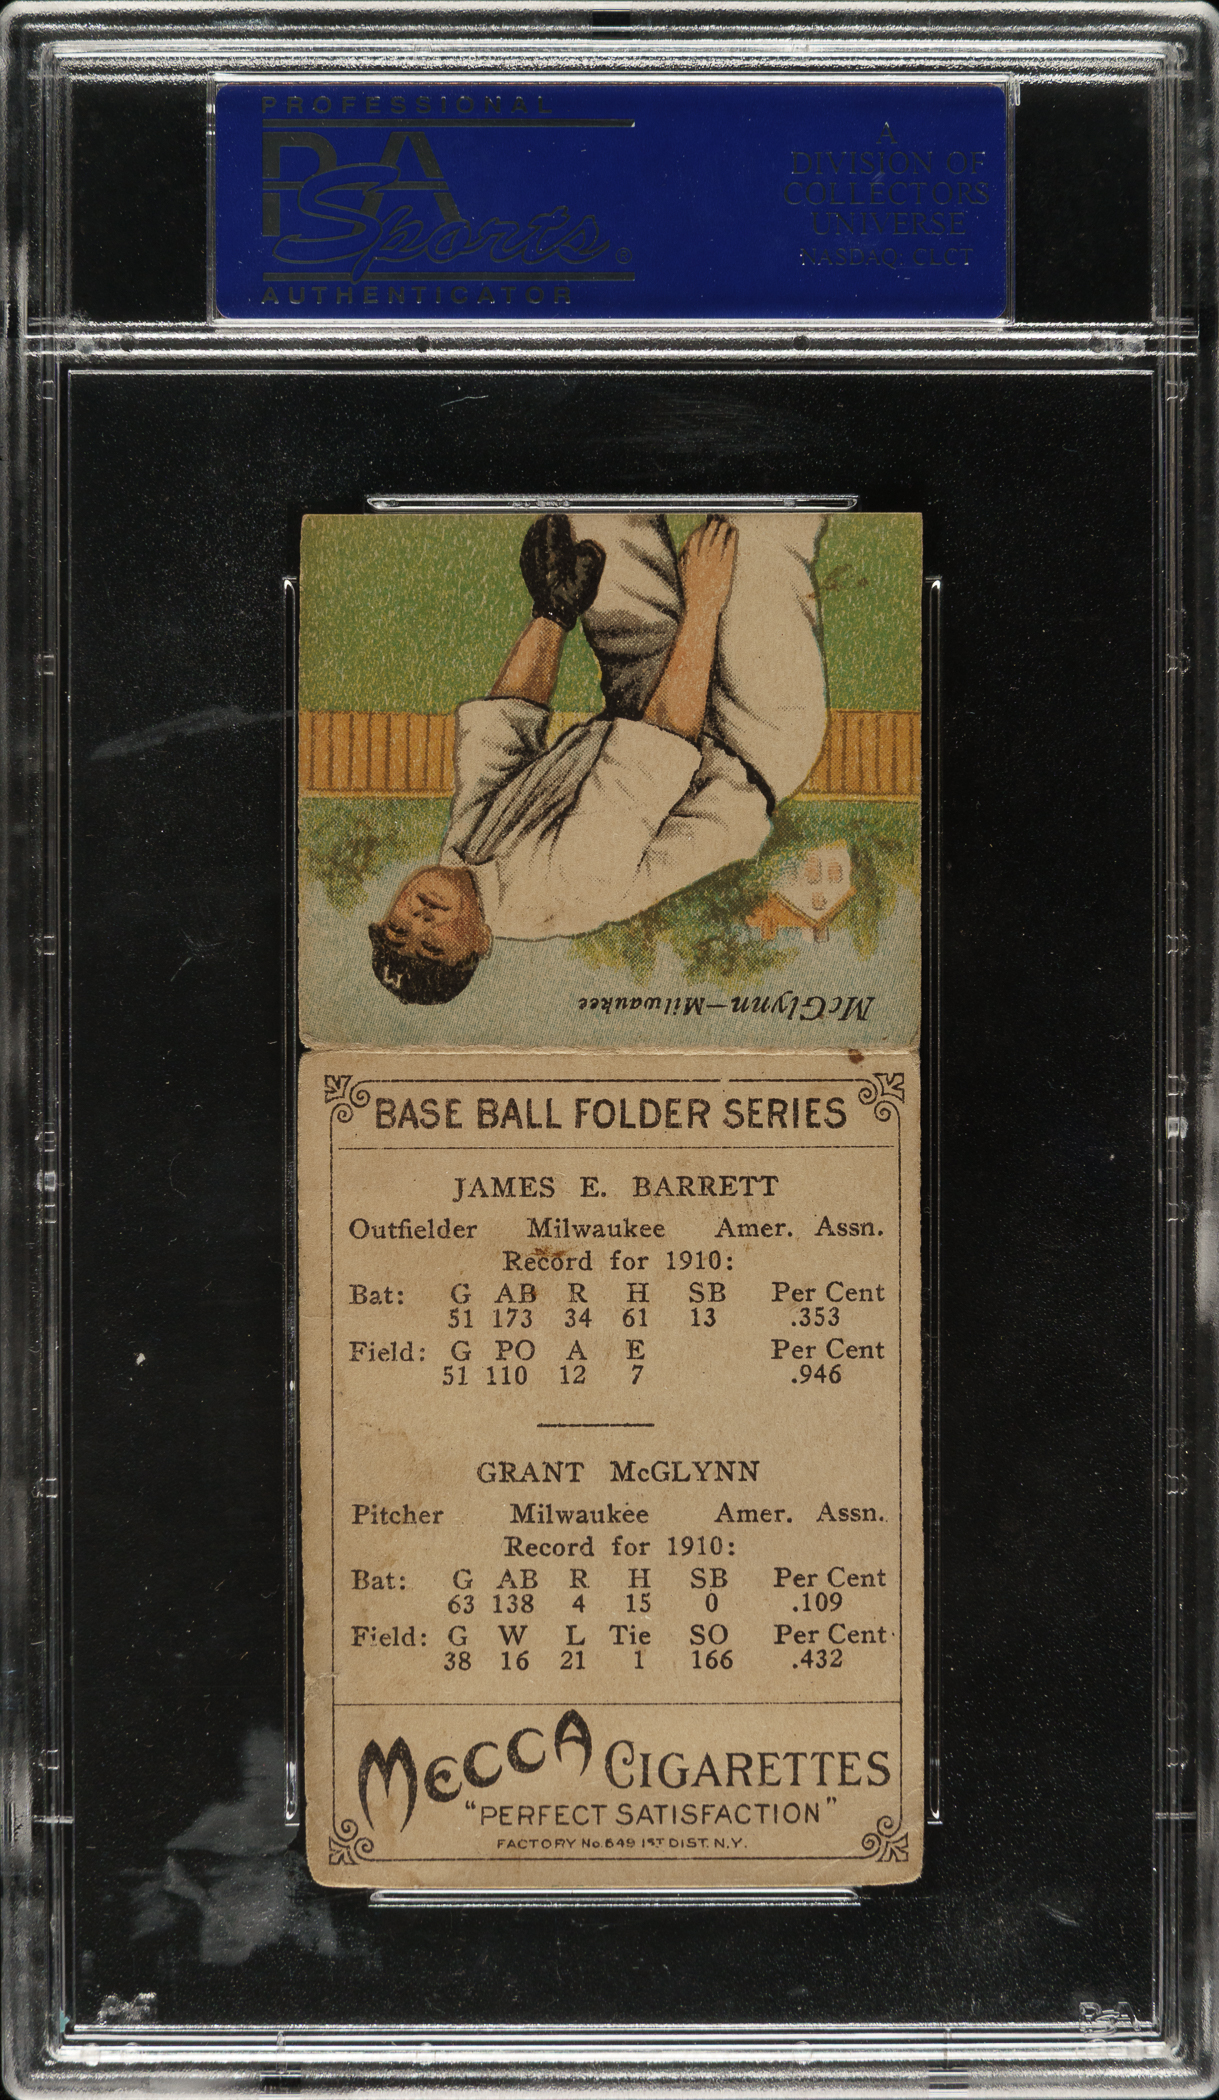 PROFESSIONAL
PSA
Sports®
AUTHENTICATOR
A
DIVISION OF
COLLECTORS
UNIVERSE
NASDAQ: CLCT
M
McGlynn—Milwaukee
BASE BALL FOLDER SERIES
JAMES E. BARRETT
Outfielder Milwaukee Amer. Assn.
Record for 1910:
Bat: G AB R H SB Per Cent
51 173 34 61 13 .353
Field: G PO A E Per Cent
51 110 12 7 .946
GRANT McGLYNN
Pitcher Milwaukee Amer. Assn.
Record for 1910:
Bat: G AB R H SB Per Cent
63 138 4 15 0 .109
Field: G W L Tie SO Per Cent
38 16 21 1 166 .432
MECCA CIGARETTES
"PERFECT SATISFACTION"
FACTORY No. 649 1ST DIST. N.Y.
PSA